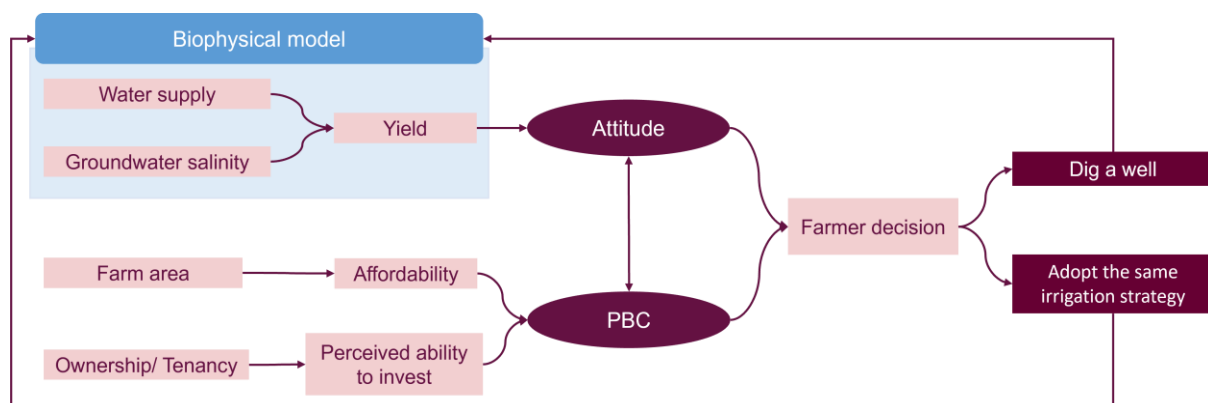 Biophysical model
Water supply
Yield
Groundwater salinity
Attitude
Dig a well
Farmer decision
Farm area
Affordability
Adopt the same
irrigation strategy
PBC
Ownership/ Tenancy
Perceived ability
to invest